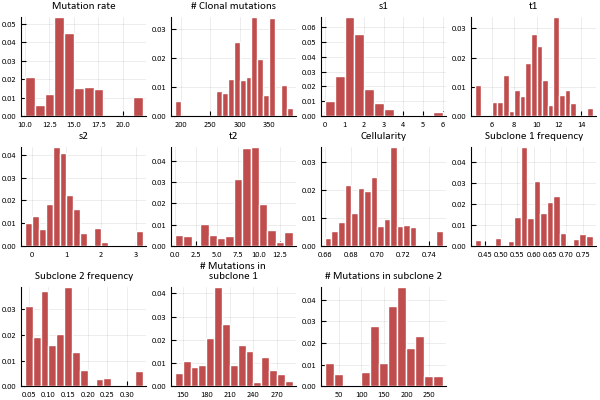 Mutation rate
# Clonal mutations
s1
t1
0.05
0.04
0.03
0.02
0.01
0.00
10.0 12.5 15.0 17.5 20.0
0.03
0.02
0.01
0.00
200 250 300 350
0.06
0.05
0.04
0.03
0.02
0.01
0.00
0 1 2 3 4 5 6
0.03
0.02
0.01
0.00
6 8 10 12 14
s2
t2
Cellularity
Subclone 1 frequency
0.04
0.03
0.02
0.01
0.00
0 1 2 3
0.04
0.03
0.02
0.01
0.00
0.0 2.5 5.0 7.5 10.0 12.5
0.03
0.02
0.01
0.00
0.66 0.68 0.70 0.72 0.74
0.04
0.03
0.02
0.01
0.00
0.45 0.50 0.55 0.60 0.65 0.70 0.75
Subclone 2 frequency
# Mutations in
subclone 1
# Mutations in subclone 2
0.03
0.02
0.01
0.00
0.05 0.10 0.15 0.20 0.25 0.30
0.04
0.03
0.02
0.01
0.00
150 180 210 240 270
0.04
0.03
0.02
0.01
0.00
50 100 150 200 250